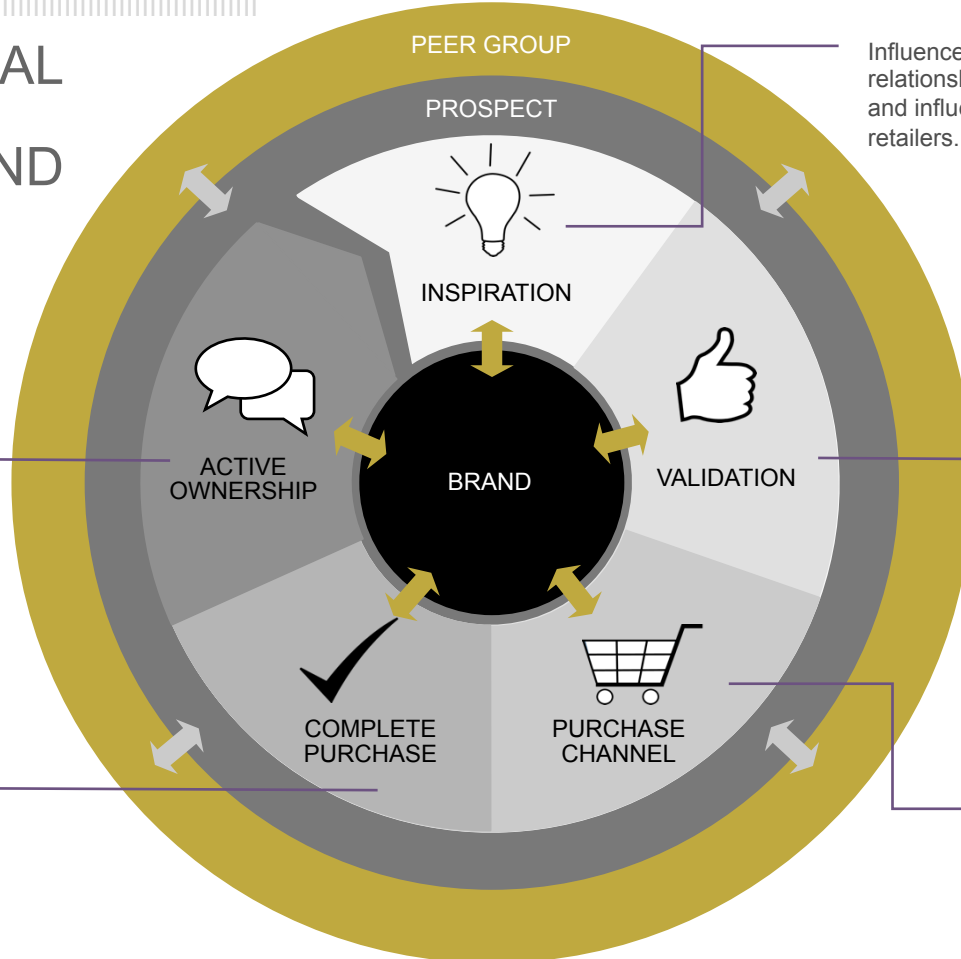 AL
ND
PEER GROUP
PROSPECT
Influence
relationsh
and influe
retailers.
INSPIRATION
ACTIVE
OWNERSHIP
BRAND
VALIDATION
COMPLETE
PURCHASE
PURCHASE
CHANNEL